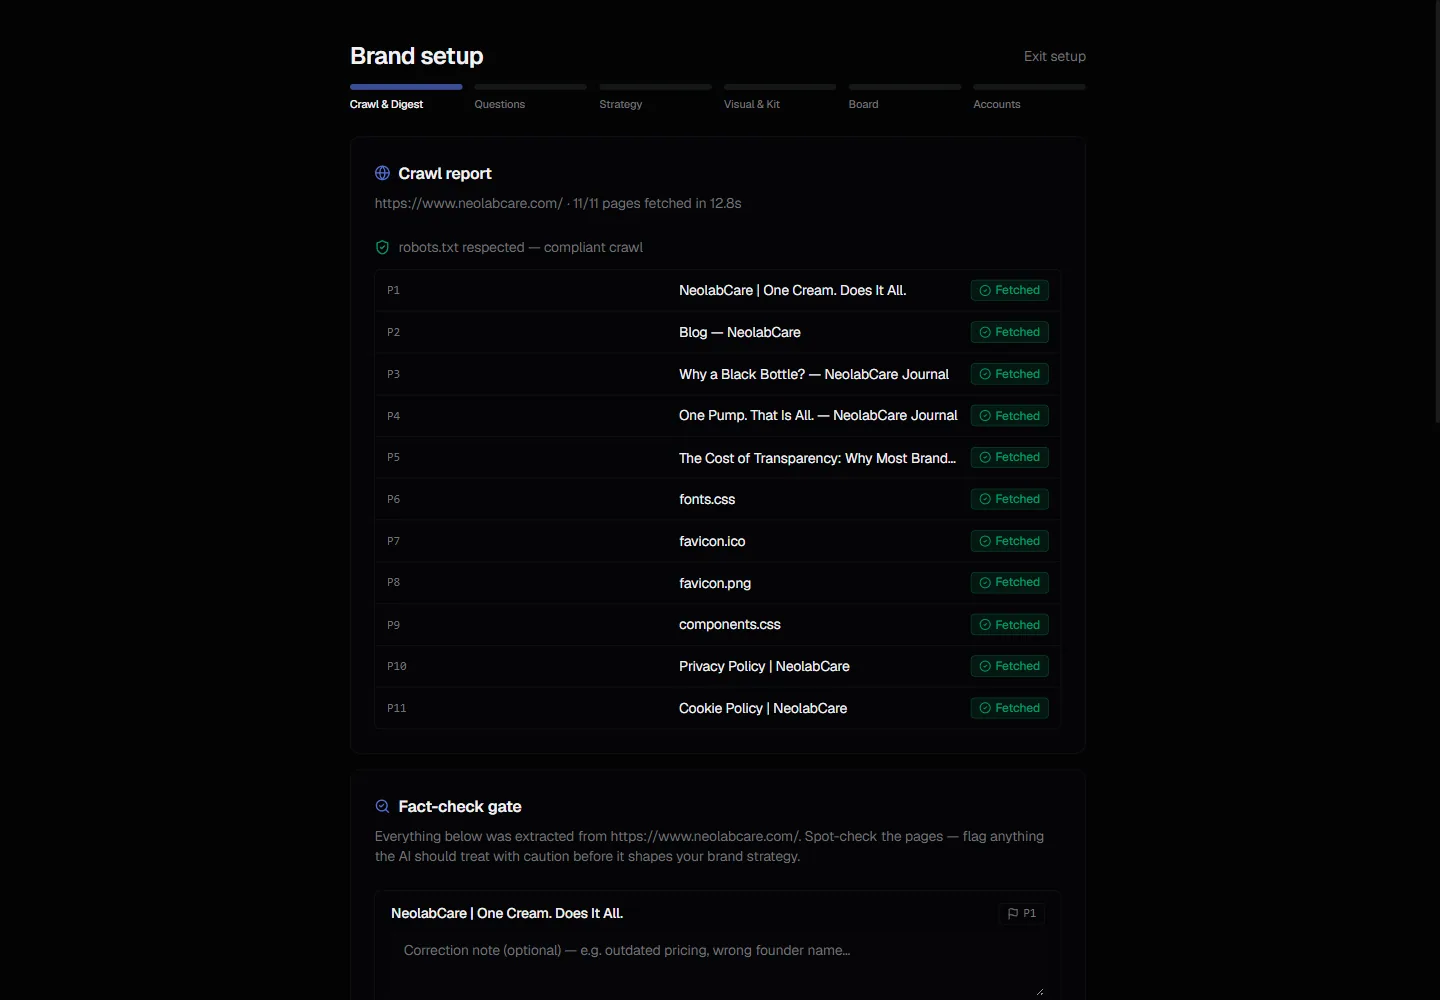 Brand setup
Exit setup
Crawl & Digest
Questions
Strategy
Visual & Kit
Board
Accounts
Crawl report
https://www.neolabcare.com/ · 11/11 pages fetched in 12.8s
robots.txt respected — compliant crawl
P1 NeolabCare | One Cream. Does It All. Fetched
P2 Blog — NeolabCare Fetched
P3 Why a Black Bottle? — NeolabCare Journal Fetched
P4 One Pump. That Is All. — NeolabCare Journal Fetched
P5 The Cost of Transparency: Why Most Brand... Fetched
P6 fonts.css Fetched
P7 favicon.ico Fetched
P8 favicon.png Fetched
P9 components.css Fetched
P10 Privacy Policy | NeolabCare Fetched
P11 Cookie Policy | NeolabCare Fetched
Fact-check gate
Everything below was extracted from https://www.neolabcare.com/. Spot-check the pages — flag anything
the AI should treat with caution before it shapes your brand strategy.
NeolabCare | One Cream. Does It All. P1
Correction note (optional) — e.g. outdated pricing, wrong founder name...